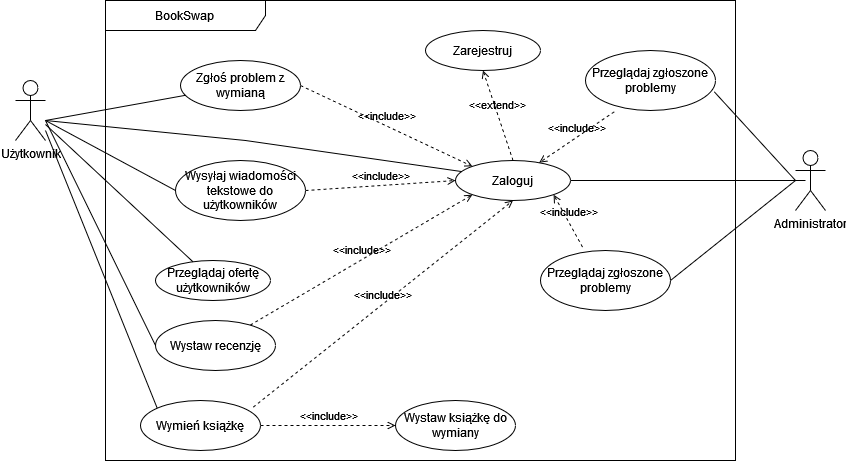 BookSwap
Zarejestruj
Zgłoś problem z
wymianą
Przeglądaj zgłoszone
problemy
<<extend>>
<<include>>
<<include>>
Użytkownik
Wysyłaj wiadomości
tekstowe do
użytkowników
<<include>>
Zaloguj
<<include>>
Administrator
<<include>>
Przeglądaj ofertę
użytkowników
Przeglądaj zgłoszone
problemy
<<include>>
Wystaw recenzję
Wymień książkę
<<include>>
Wystaw książkę do
wymiany